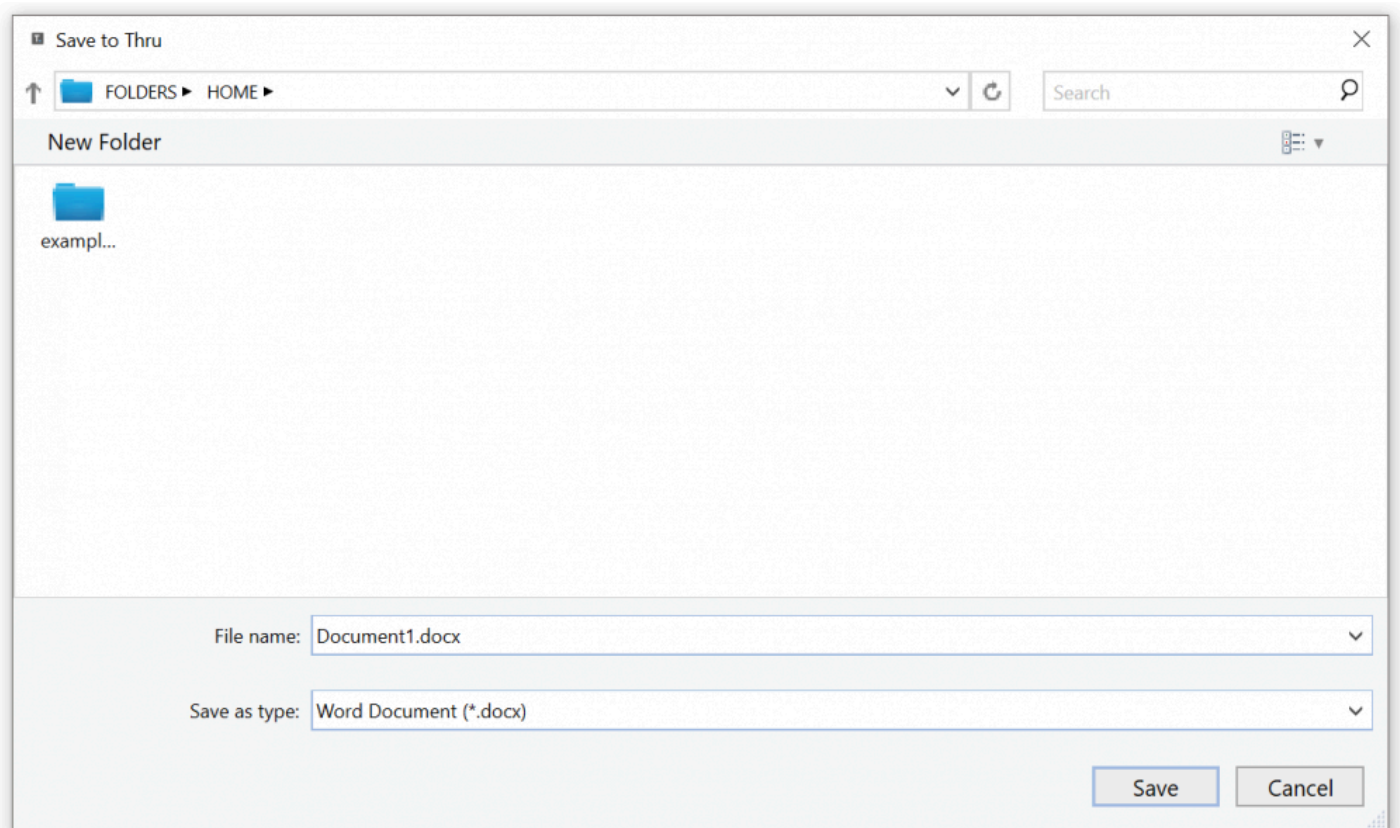 Save to Thru
FOLDERS HOME
Search
New Folder
exampl...
File name: Document1.docx
Save as type: Word Document (*.docx)
Save Cancel